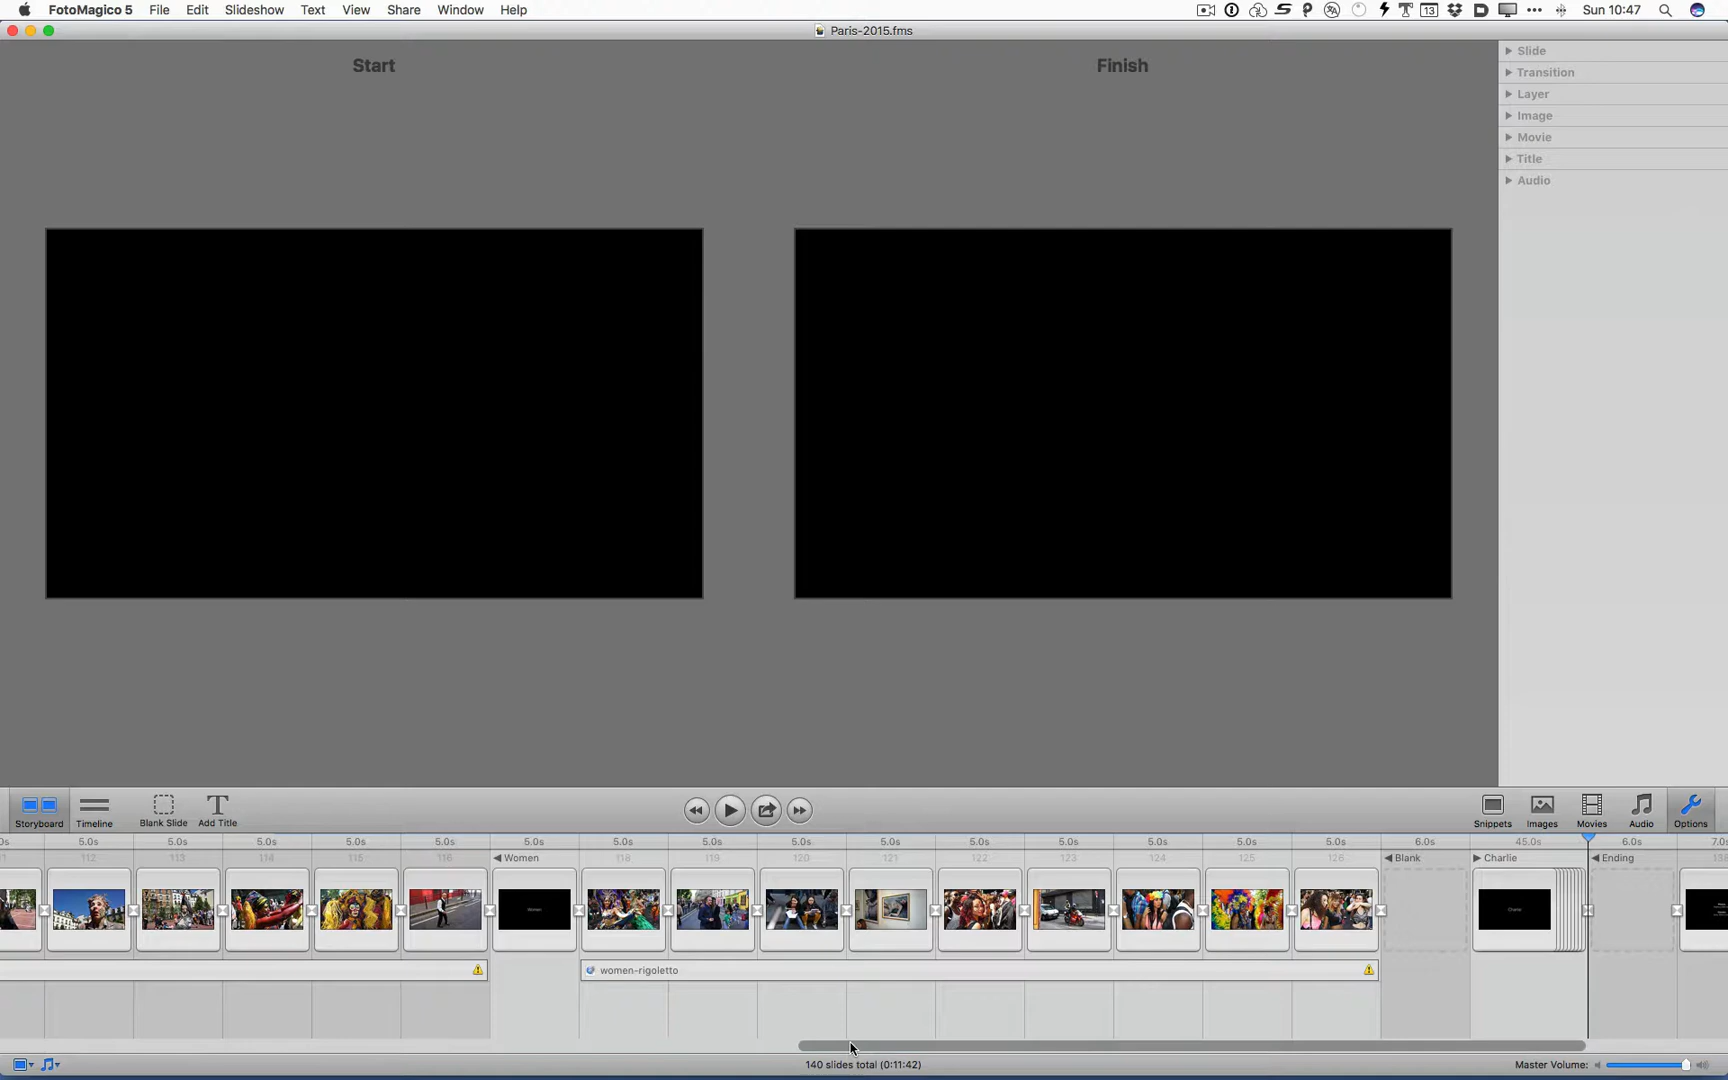 FotoMagico 5 File Edit Slideshow Text View Share Window Help 13 Sun 10:47
Paris-2015.fms
Start
Finish
Slide
Transition
Layer
Image
Movie
Title
Audio
Storyboard Timeline Blank Slide Add Title Snippets Images Movies Audio Options
5.0s 5.0s 5.0s 5.0s 5.0s 5.0s 5.0s 5.0s 5.0s 5.0s 5.0s 5.0s 5.0s 5.0s 5.0s 6.0s 45.0s 6.0s
112 113 114 115 116 Women 118 119 120 121 122 123 124 125 126 Blank Charlie Ending
Women
Charlie
women-rigoletto
140 slides total (0:11:42)
Master Volume: